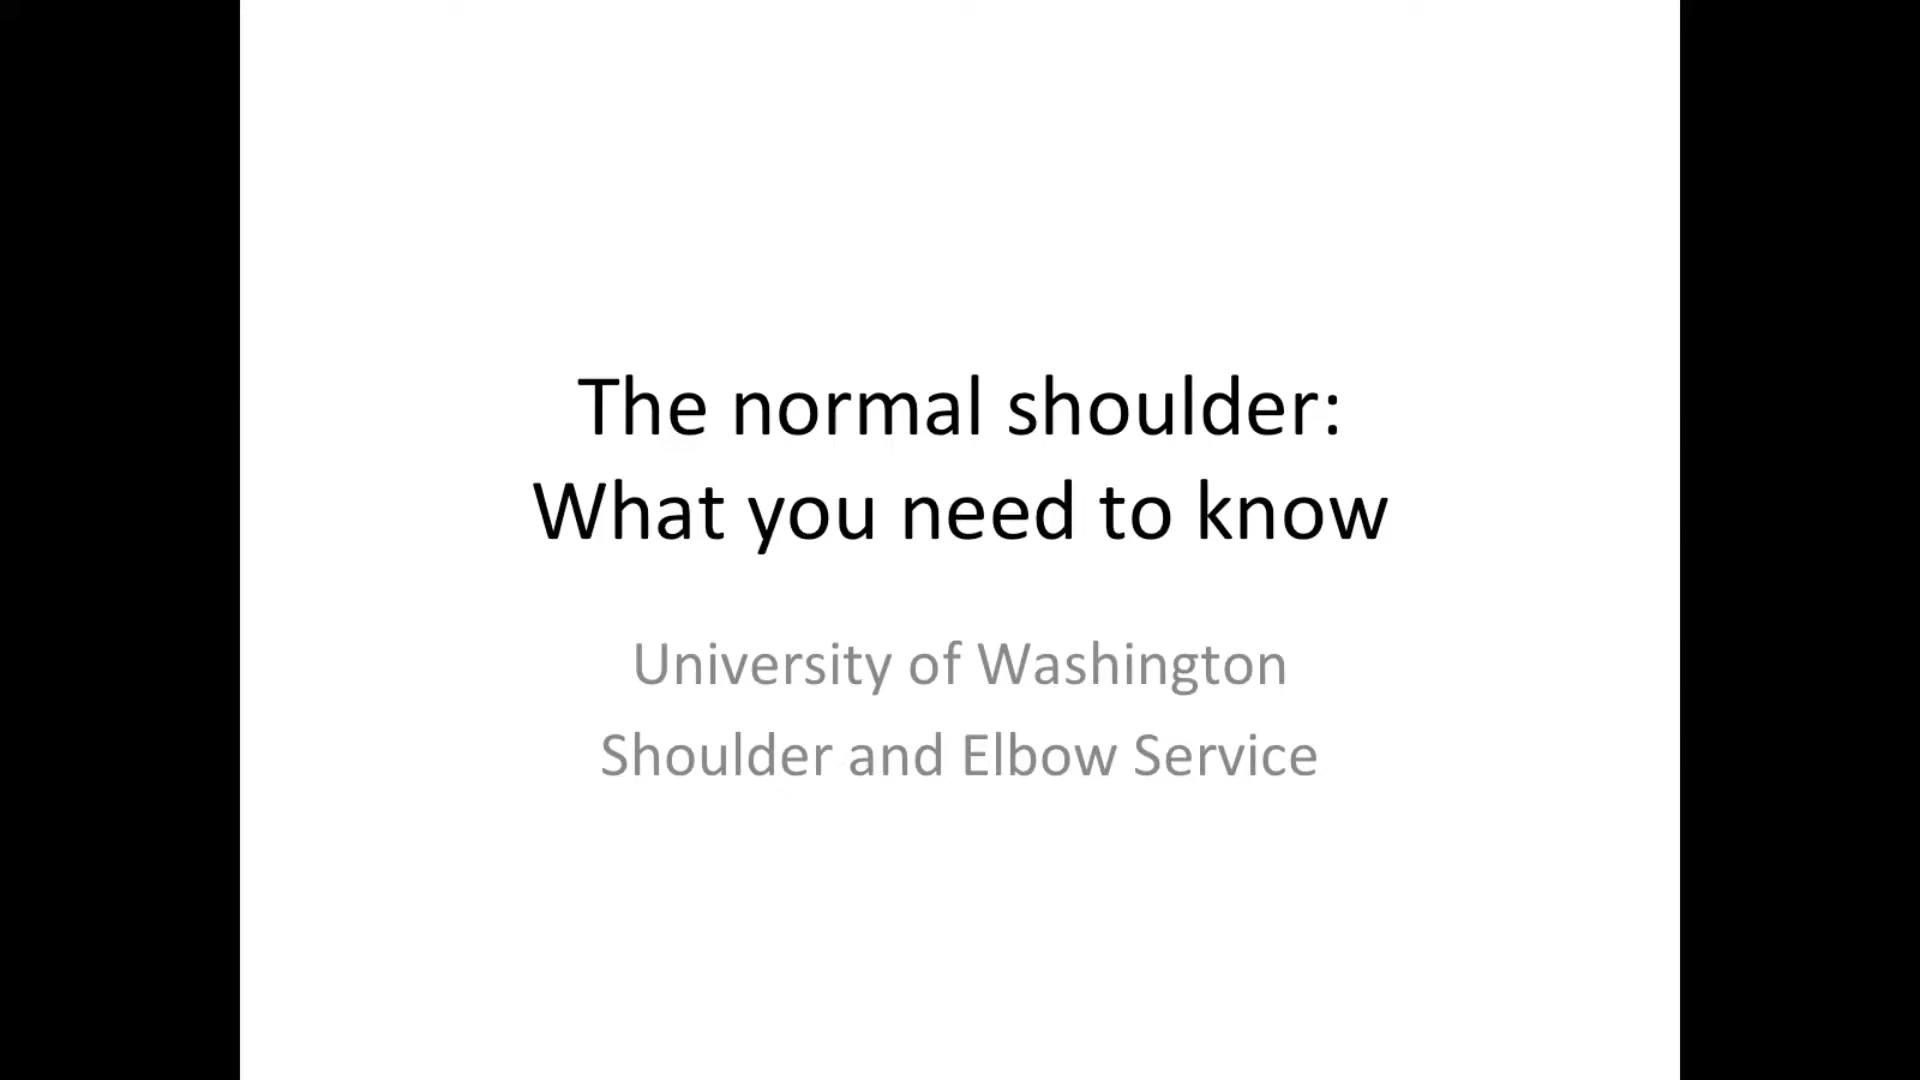 The normal shoulder:
What you need to know
University of Washington
Shoulder and Elbow Service